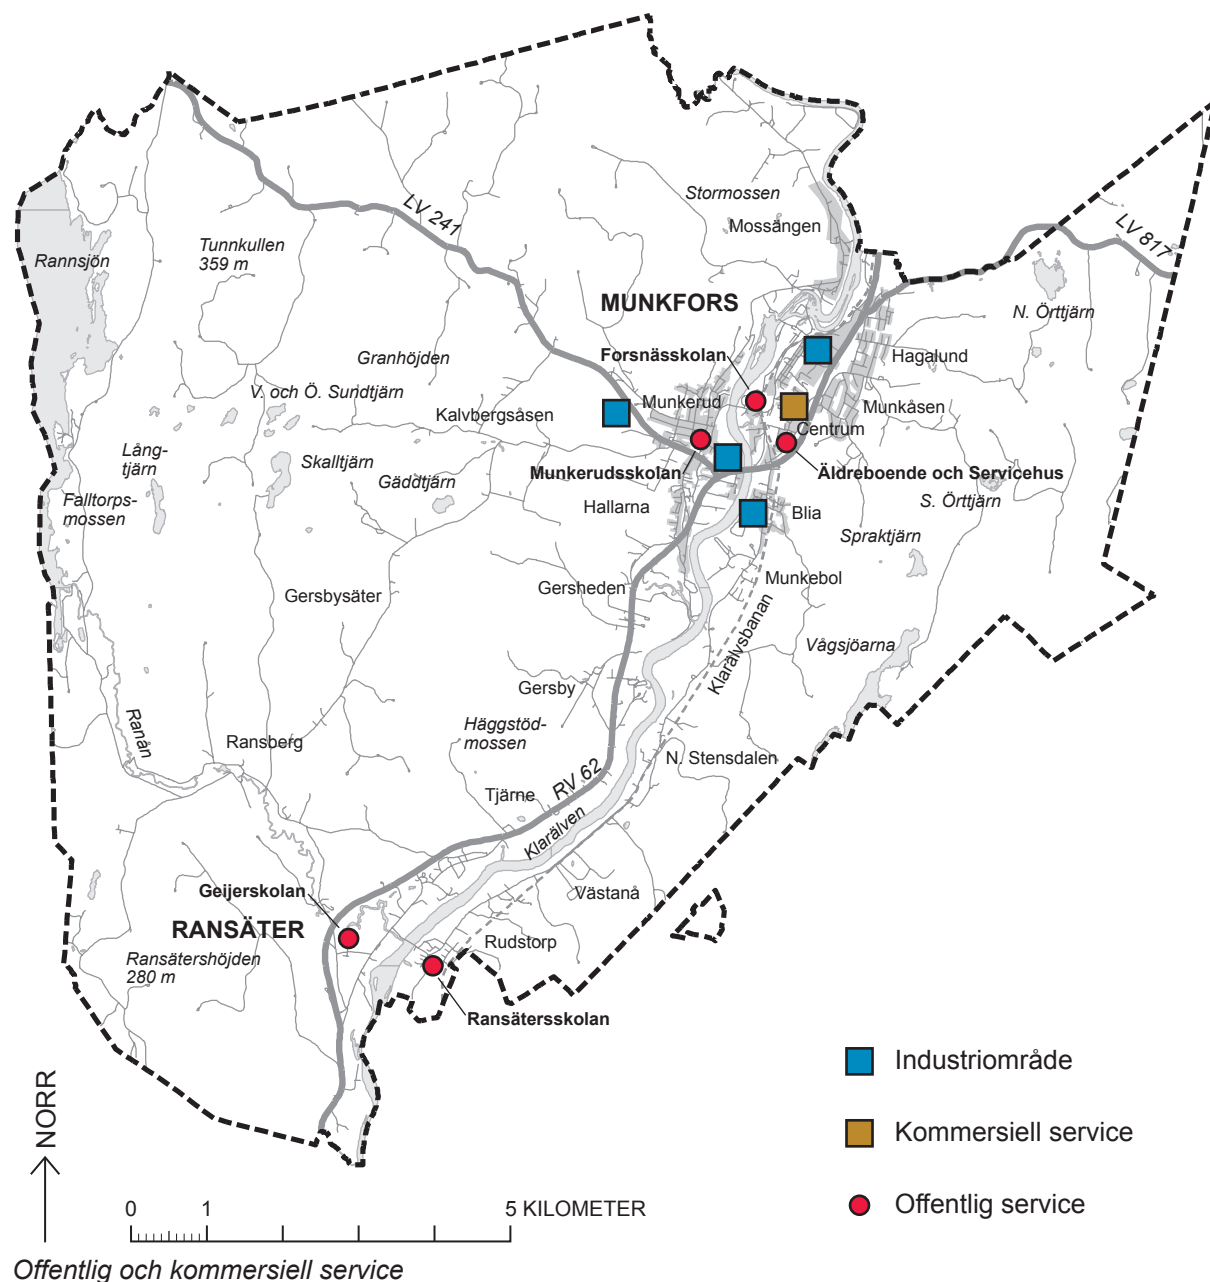 LV 241
LV 817
Stormossen
Mossängen
Rannsjön
Tunnkullen
359 m
N. Örttjärn
MUNKFORS
Forsnässkolan
Hagalund
Granhöjden
V. och Ö. Sundtjärn
Kalvbergsåsen
Munkerud
Munkåsen
Centrum
Lång-
tjärn
Skalltjärn
Gäddtjärn
Munkerudsskolan
Äldreboende och Servicehus
Falltorps-
mossen
Hallarna
Blia
S. Örttjärn
Spraktjärn
Gersbysäter
Gersheden
Munkebol
Klarälvsbanan
Vågsjöarna
Gersby
Ranån
Ransberg
Häggstöd-
mossen
N. Stensdalen
Tjärne
RV 62
Klarälven
Geijerskolan
Västanå
RANSÄTER
Rudstorp
Ransätershöjden
280 m
Ransätersskolan
Industriområde
Kommersiell service
Offentlig service
NORR
0 1 5 KILOMETER
Offentlig och kommersiell service